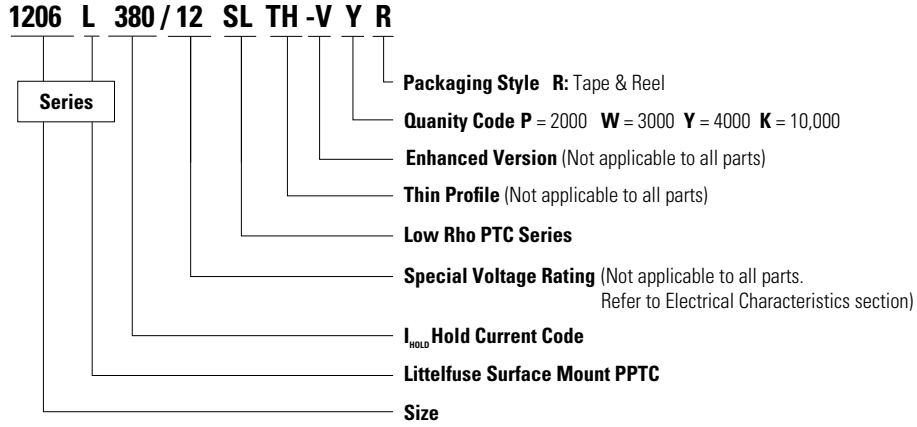 1206 L 380 / 12 SL TH -V Y R
Series
Packaging Style R: Tape & Reel
Quanity Code P = 2000 W = 3000 Y = 4000 K = 10,000
Enhanced Version (Not applicable to all parts)
Thin Profile (Not applicable to all parts)
Low Rho PTC Series
Special Voltage Rating (Not applicable to all parts.
Refer to Electrical Characteristics section)
IHOLD Hold Current Code
Littelfuse Surface Mount PPTC
Size